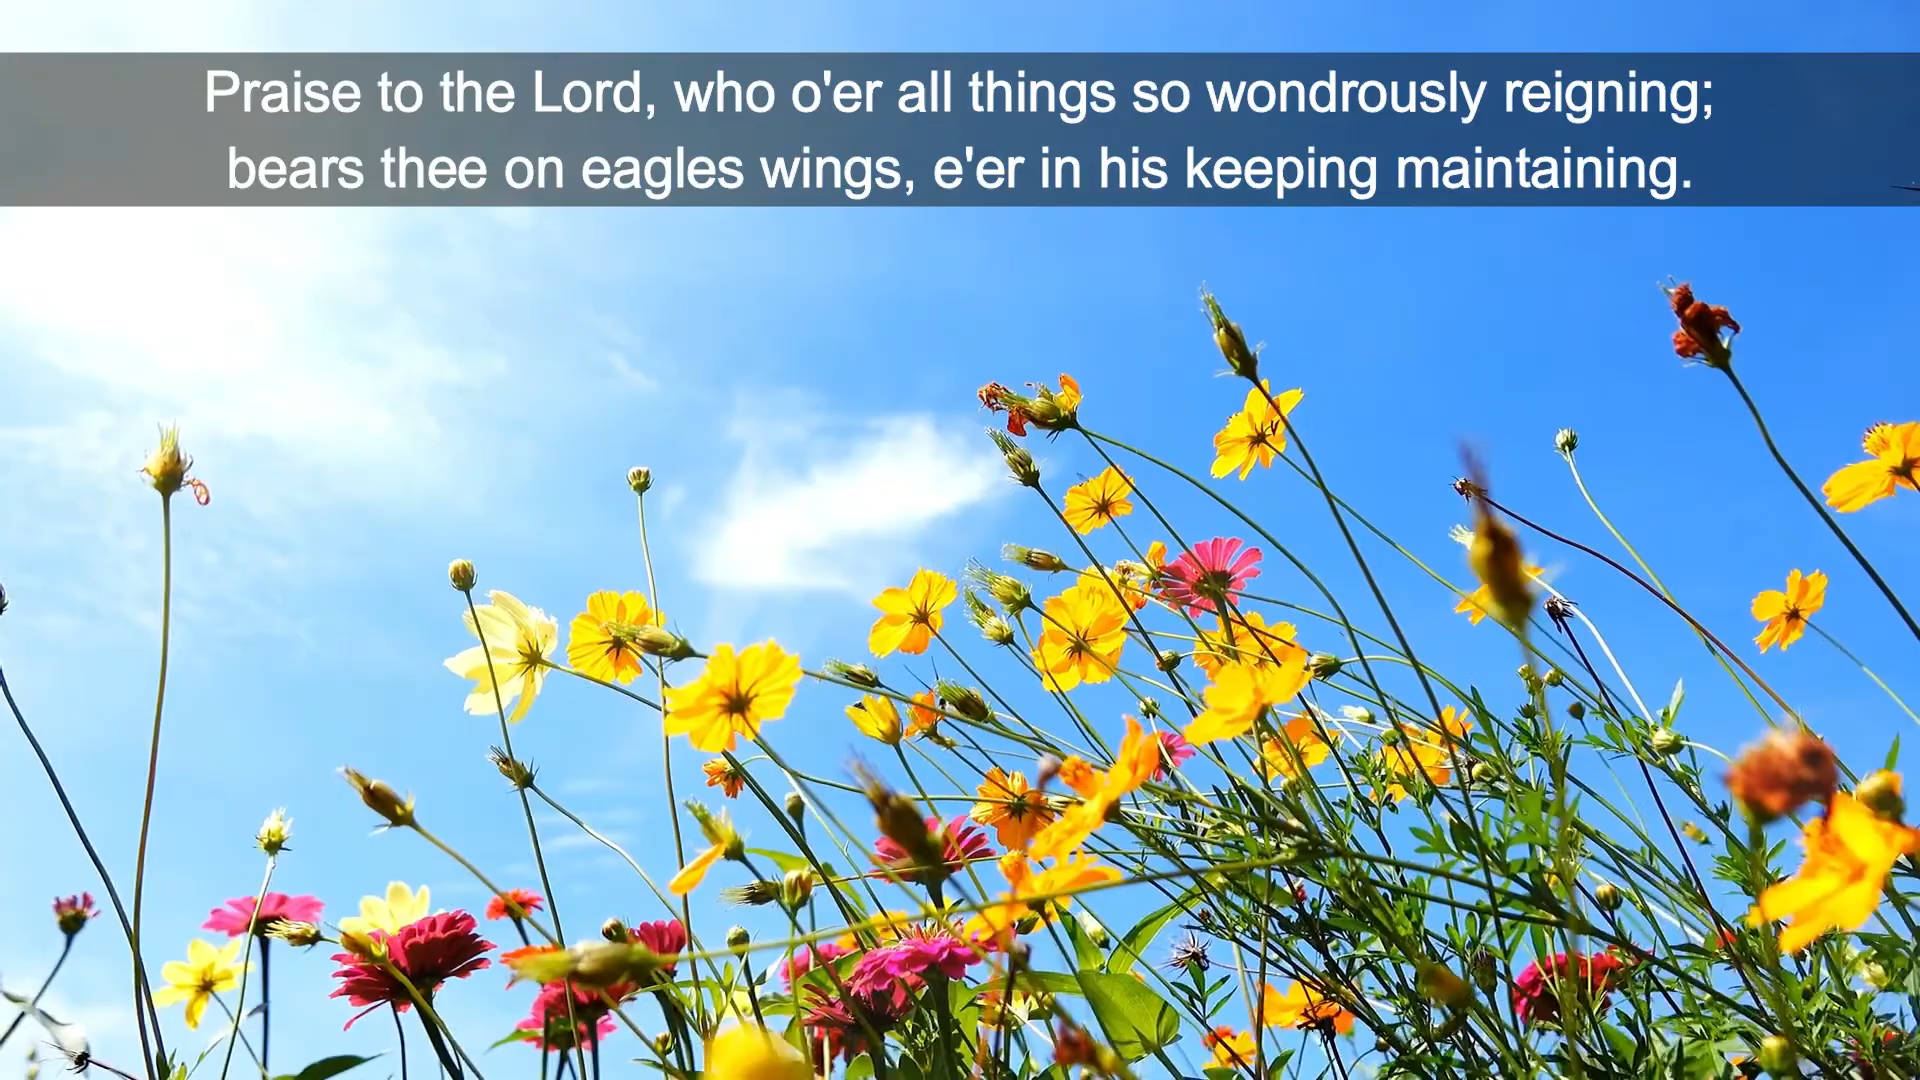 Praise to the Lord, who o'er all things so wondrously reigning;
bears thee on eagles wings, e'er in his keeping maintaining.